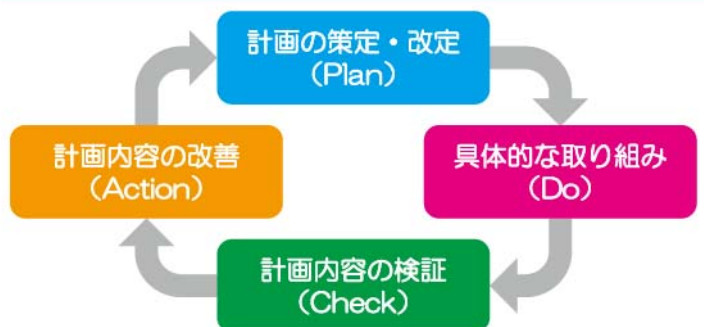 計画の策定・改定
（Plan）
具体的な取り組み
（Do）
計画内容の検証
（Check）
計画内容の改善
（Action）